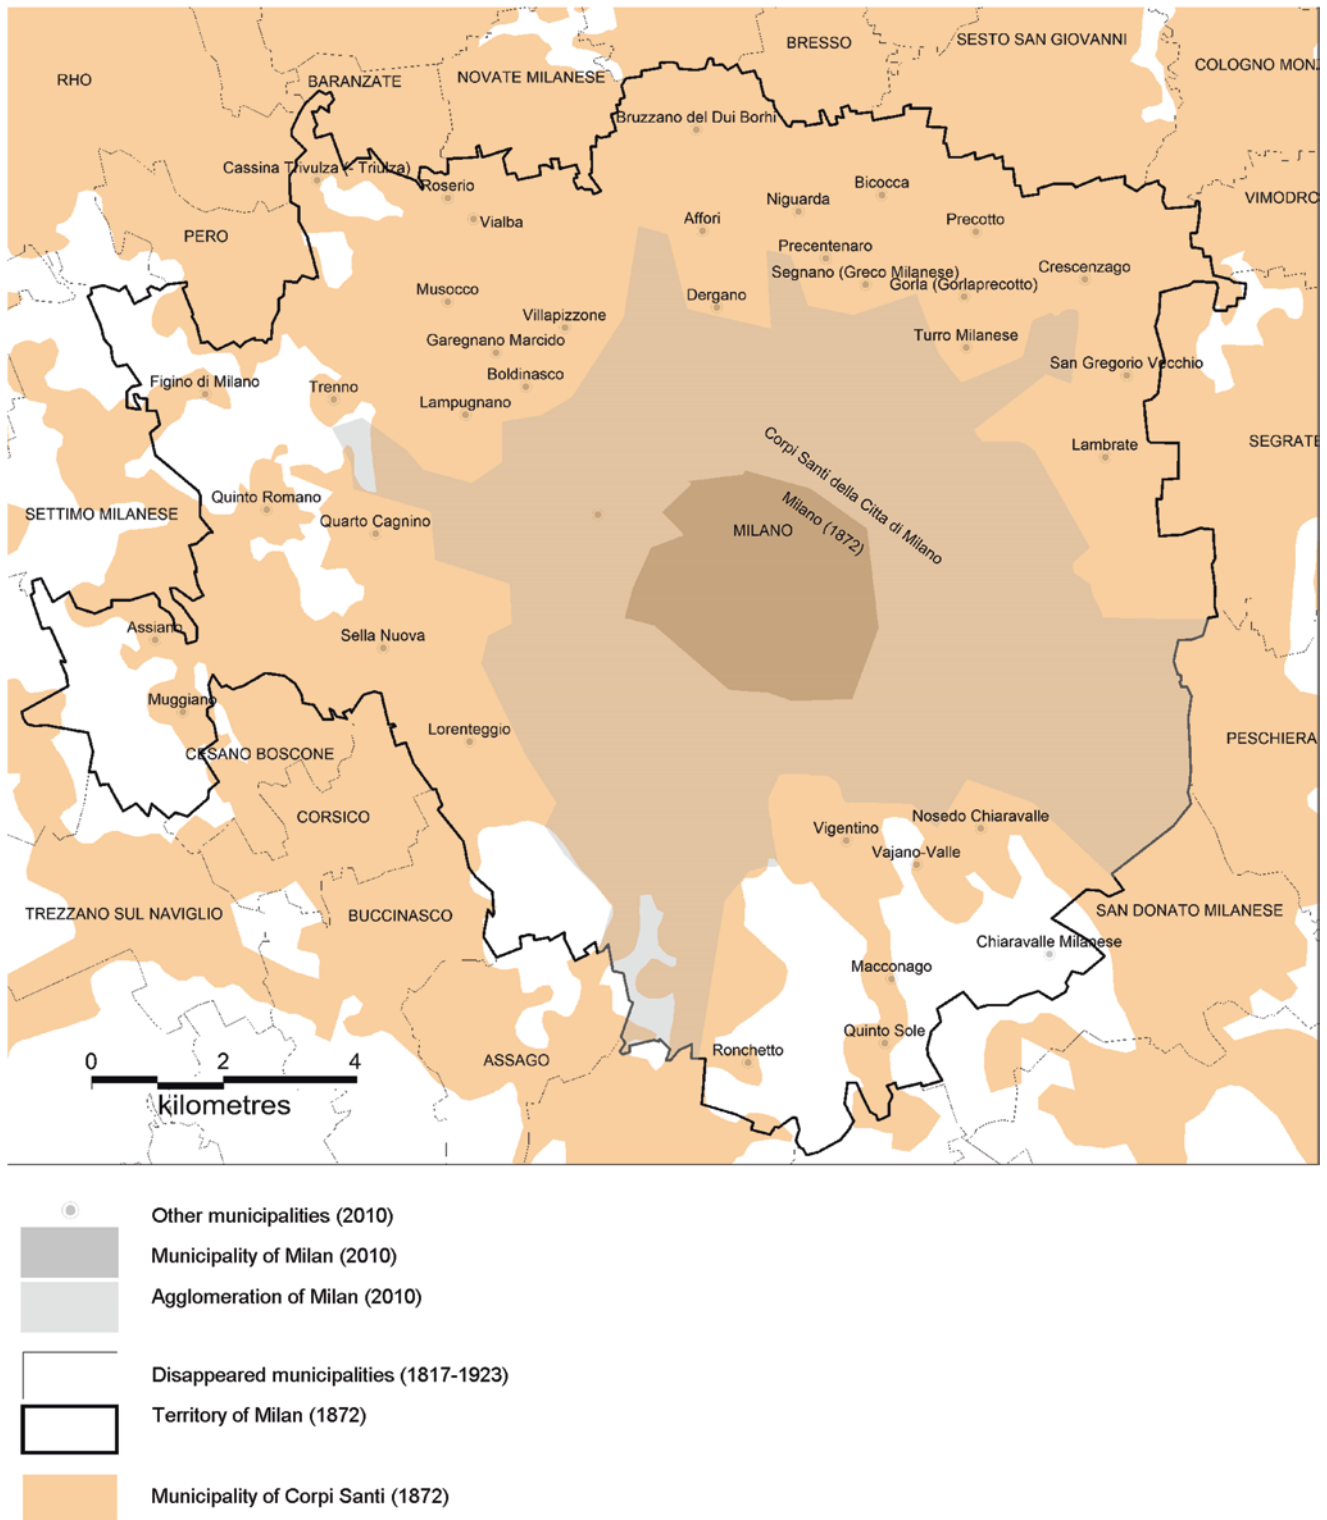 BRESSO
SESTO SAN GIOVANNI
COLOGNO MON
RHO
BARANZATE
NOVATE MILANESE
Bruzzano del Dui Borhi
Cassina Trivulza (- Triulza)
Roserio
Vialba
Bicocca
Niguarda
VIMODRO
PERO
Affori
Precotto
Precentenaro
Segnano (Greco Milanese)
Crescenzago
Gorla (Gorlaprecotto)
Musocco
Dergano
Villapizzone
Garegnano Marcido
Turro Milanese
San Gregorio Vecchio
Figino di Milano
Trenno
Boldinasco
Lampugnano
Corpi Santi della Citta di Milano
Lambrate
SEGRATE
Quinto Romano
SETTIMO MILANESE
Quarto Cagnino
MILANO
Milano (1872)
Assiano
Sella Nuova
Muggiano
Lorenteggio
PESCHIERA
CESANO BOSCONE
CORSICO
Vigentino
Nosedo Chiaravalle
Vajano-Valle
TREZZANO SUL NAVIGLIO
BUCCINASCO
SAN DONATO MILANESE
Chiaravalle Milanese
Macconago
Quinto Sole
Ronchetto
ASSAGO
0 2 4
kilometres
Other municipalities (2010)
Municipality of Milan (2010)
Agglomeration of Milan (2010)
Disappeared municipalities (1817-1923)
Territory of Milan (1872)
Municipality of Corpi Santi (1872)